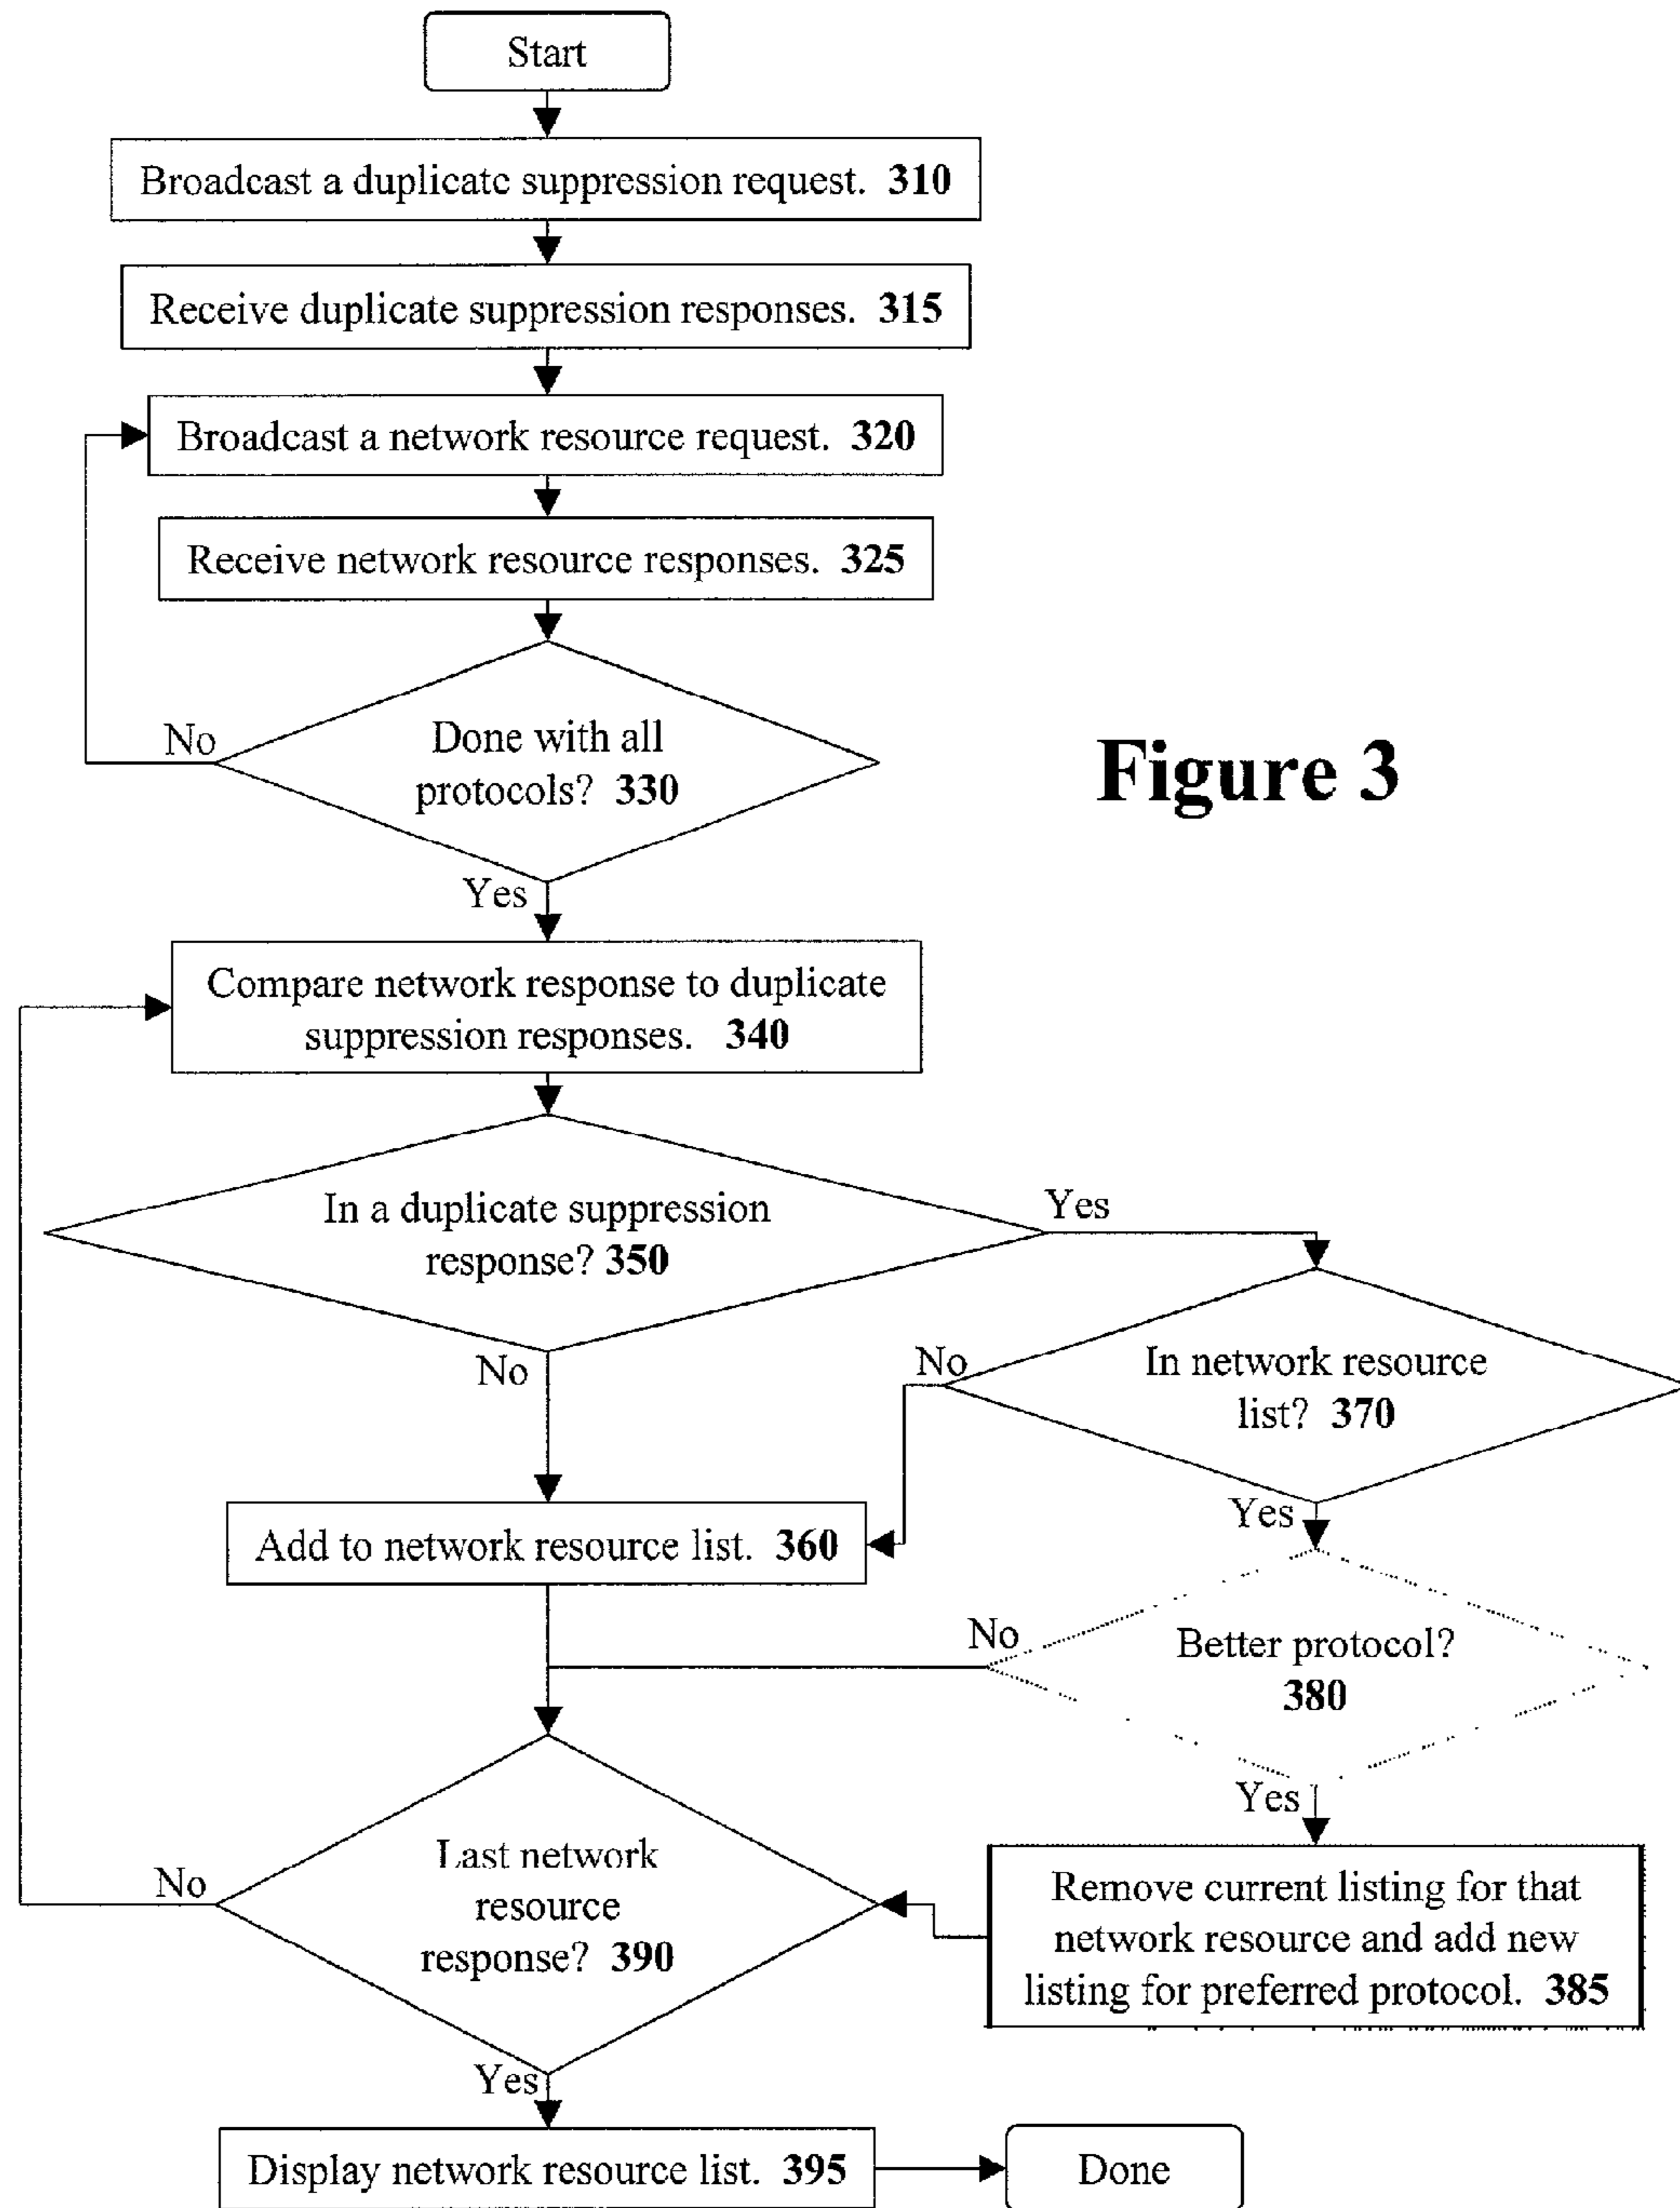 Start
Broadcast a duplicate suppression request. 310
Receive duplicate suppression responses. 315
Broadcast a network resource request. 320
Receive network resource responses. 325
No
Done with all
protocols? 330
Figure 3
Yes
Compare network response to duplicate
suppression responses. 340
In a duplicate suppression
response? 350
Yes
No
No
In network resource
list? 370
Yes
Add to network resource list. 360
No
Better protocol?
380
Yes
No
Last network
resource
response? 390
Remove current listing for that
network resource and add new
listing for preferred protocol. 385
Yes
Display network resource list. 395
Done